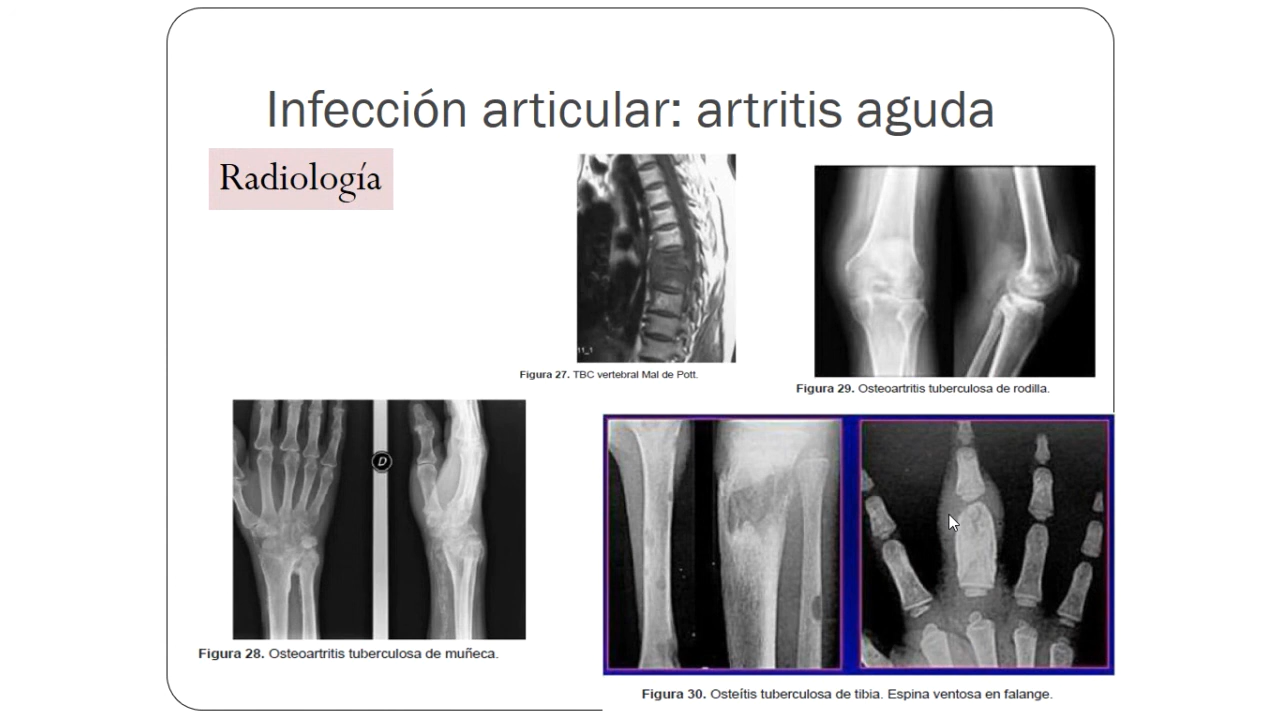 Infección articular: artritis aguda
Radiología
11_1
Figura 27. TBC vertebral Mal de Pott.
Figura 29. Osteoartritis tuberculosa de rodilla.
D
Figura 28. Osteoartritis tuberculosa de muñeca.
Figura 30. Osteítis tuberculosa de tibia. Espina ventosa en falange.